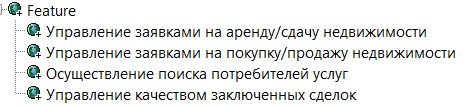 Feature
Управление заявками на аренду/сдачу недвижимости
Управление заявками на покупку/продажу недвижимости
Осуществление поиска потребителей услуг
Управление качеством заключенных сделок